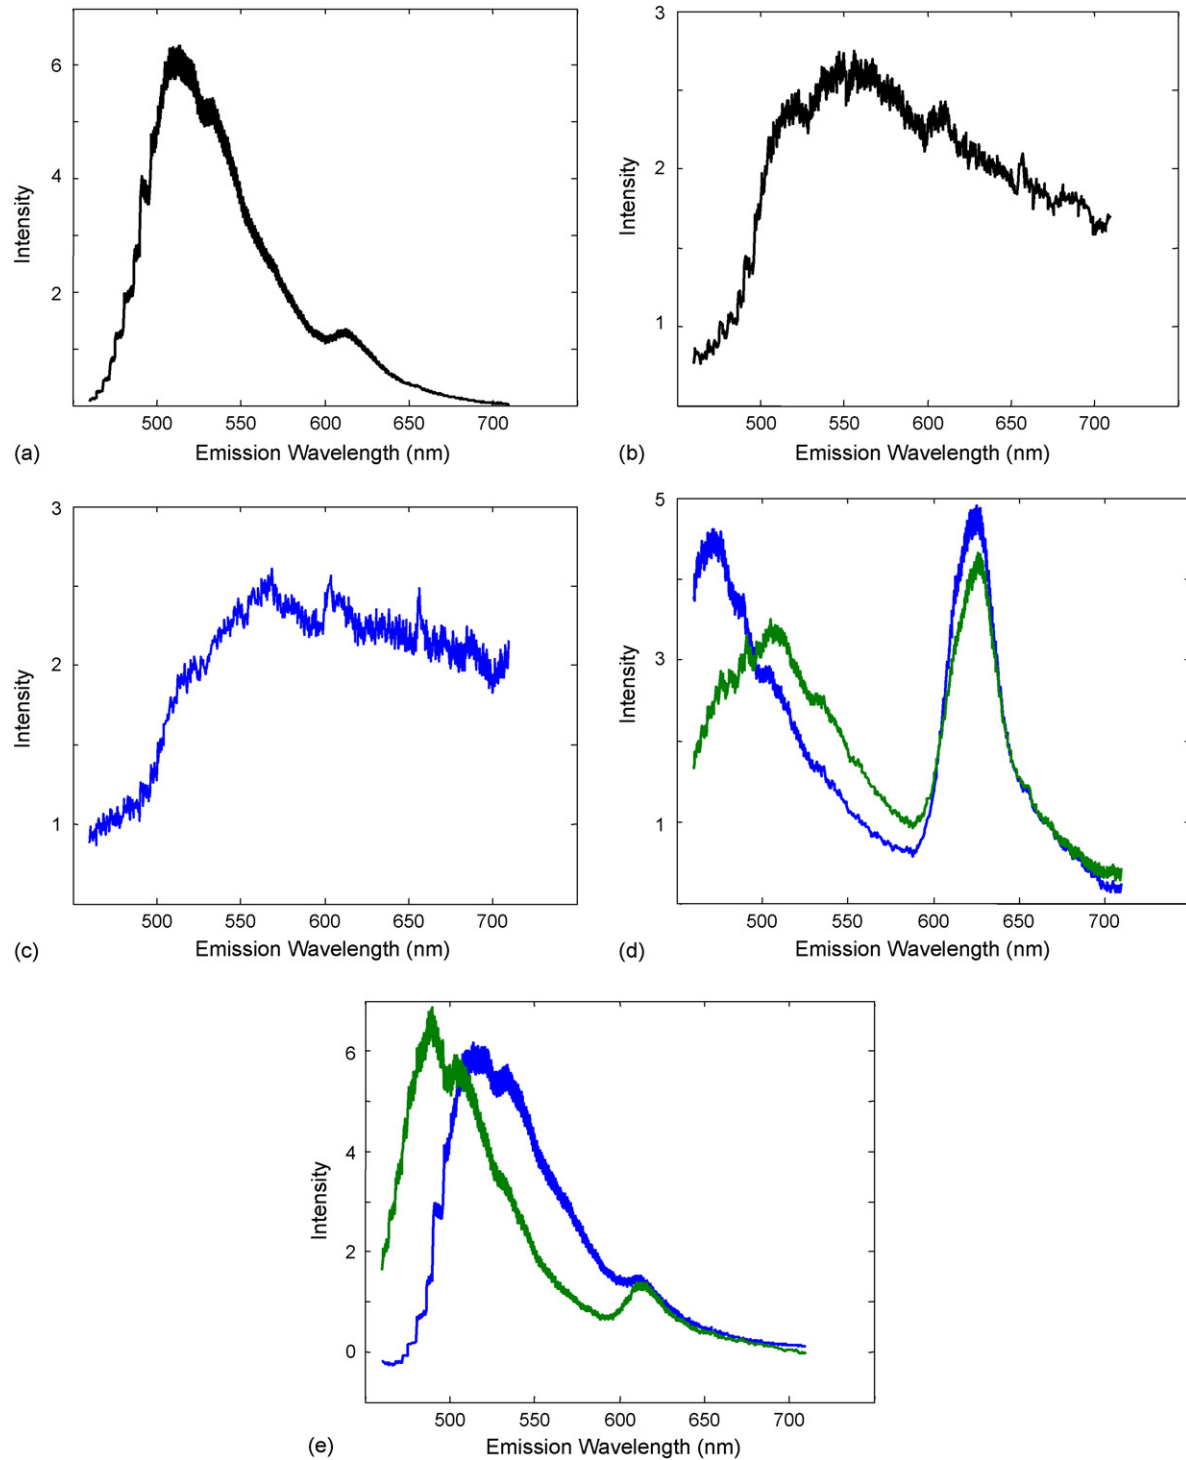 6
4
2
Intensity
500 550 600 650 700
(a) Emission Wavelength (nm)
3
2
1
Intensity
500 550 600 650 700
(b) Emission Wavelength (nm)
3
2
1
Intensity
500 550 600 650 700
(c) Emission Wavelength (nm)
5
3
1
Intensity
500 550 600 650 700
(d) Emission Wavelength (nm)
6
4
2
0
Intensity
500 550 600 650 700
(e) Emission Wavelength (nm)